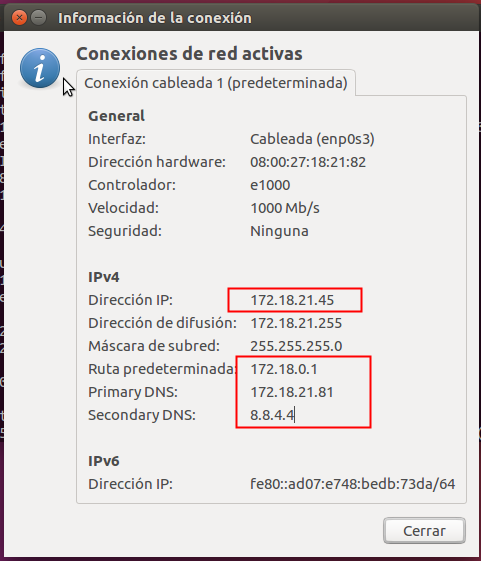 Información de la conexión
Conexiones de red activas
Conexión cableada 1 (predeterminada)
General
Interfaz: Cableada (enp0s3)
Dirección hardware: 08:00:27:18:21:82
Controlador: e1000
Velocidad: 1000 Mb/s
Seguridad: Ninguna
IPv4
Dirección IP: 172.18.21.45
Dirección de difusión: 172.18.21.255
Máscara de subred: 255.255.255.0
Ruta predeterminada: 172.18.0.1
Primary DNS: 172.18.21.81
Secondary DNS: 8.8.4.4
IPv6
Dirección IP: fe80::ad07:e748:bedb:73da/64
Cerrar